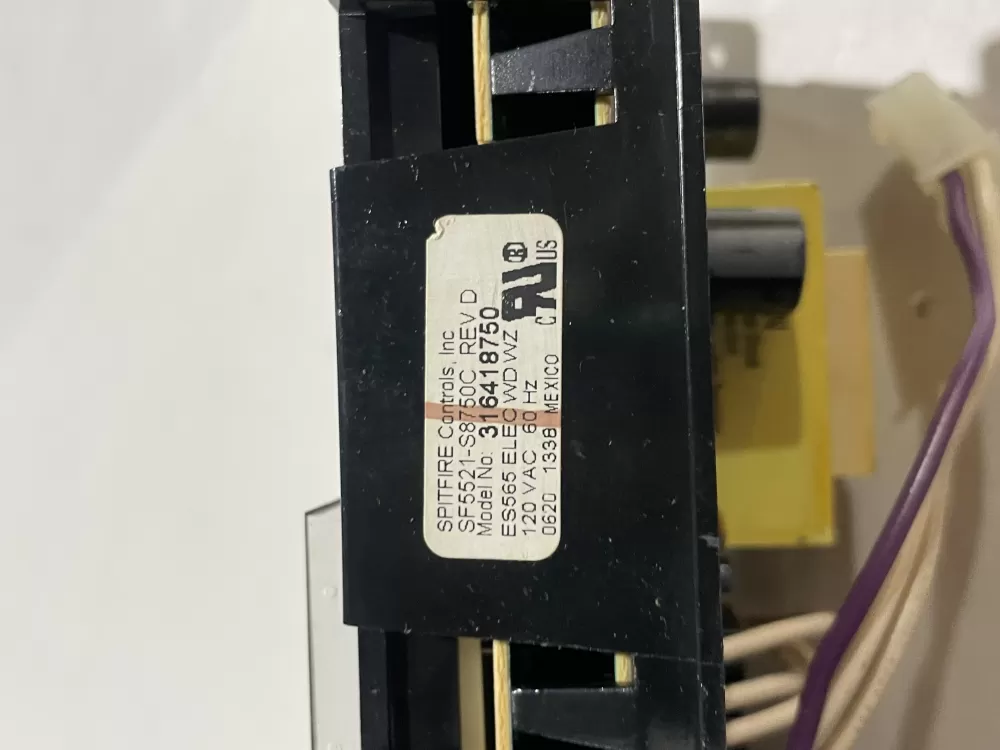 SPITFIRE Controls, Inc
SF5521-S8750C REV D
Model No: 316418750
ES565 ELEC WD WZ
120 VAC 60 Hz
0620 1338 MEXICO
C UR US
®